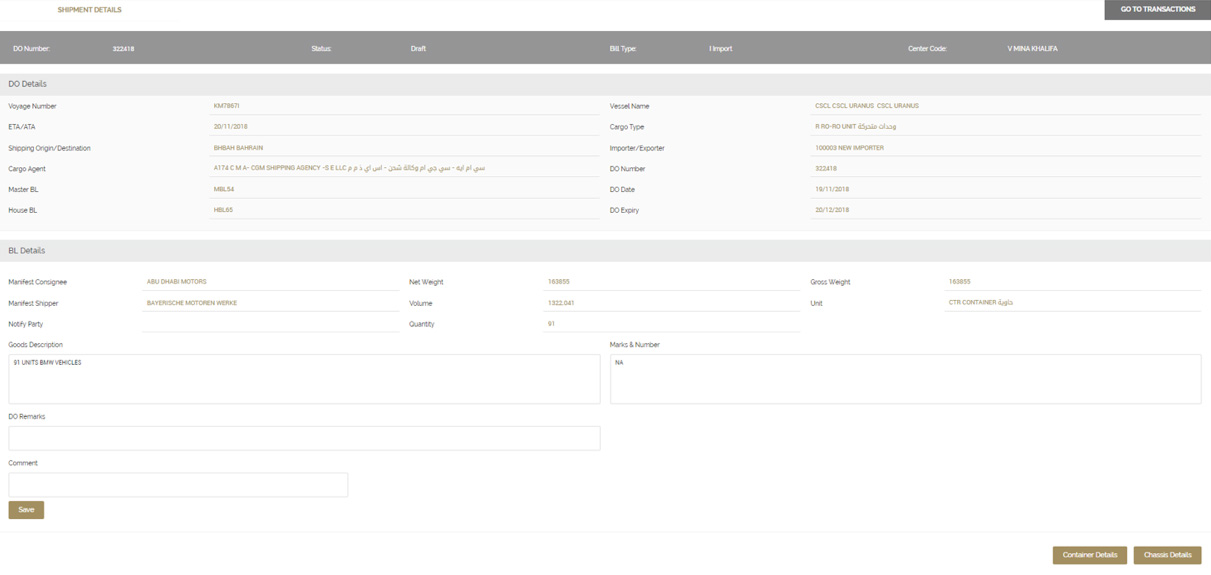 SHIPMENT DETAILS
GO TO TRANSACTIONS
DO Number: 322418 Status: Draft Bill Type: I Import Center Code: V MINA KHALIFA
DO Details
Voyage Number KM7867I Vessel Name CSCL CSCL URANUS CSCL URANUS
ETA/ATA 20/11/2018 Cargo Type R RO-RO UNIT وحدات متحركة
Shipping Origin/Destination BHBAH BAHRAIN Importer/Exporter 100003 NEW IMPORTER
Cargo Agent A174 C M A- CGM SHIPPING AGENCY -S E LLC سي ام ايه - سي جي ام وكالة شحن - اس اي ذ م م DO Number 322418
Master BL MBL54 DO Date 19/11/2018
House BL HBL65 DO Expiry 20/12/2018
BL Details
Manifest Consignee ABU DHABI MOTORS Net Weight 163855 Gross Weight 163855
Manifest Shipper BAYERISCHE MOTOREN WERKE Volume 1322.041 Unit CTR CONTAINER حاوية
Notify Party Quantity 91
Goods Description Marks & Number
91 UNITS BMW VEHICLES NA
DO Remarks
Comment
Save
Container Details Chassis Details